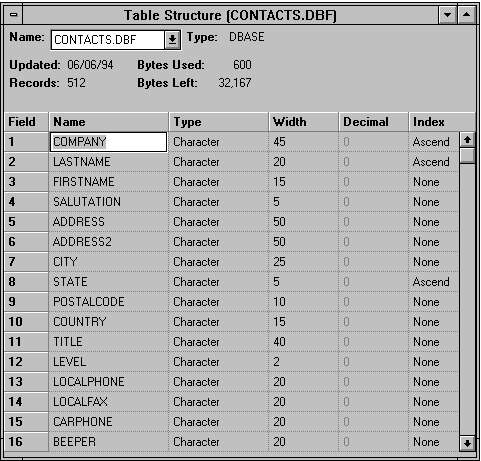 Table Structure (CONTACTS.DBF)
Name: CONTACTS.DBF Type: DBASE
Updated: 06/06/94 Bytes Used: 600
Records: 512 Bytes Left: 32,167
Field Name Type Width Decimal Index
1 COMPANY Character 45 0 Ascend
2 LASTNAME Character 20 0 Ascend
3 FIRSTNAME Character 15 0 None
4 SALUTATION Character 5 0 None
5 ADDRESS Character 50 0 None
6 ADDRESS2 Character 50 0 None
7 CITY Character 25 0 None
8 STATE Character 5 0 Ascend
9 POSTALCODE Character 10 0 None
10 COUNTRY Character 15 0 None
11 TITLE Character 40 0 None
12 LEVEL Character 2 0 None
13 LOCALPHONE Character 20 0 None
14 LOCALFAX Character 20 0 None
15 CARPHONE Character 20 0 None
16 BEEPER Character 20 0 None